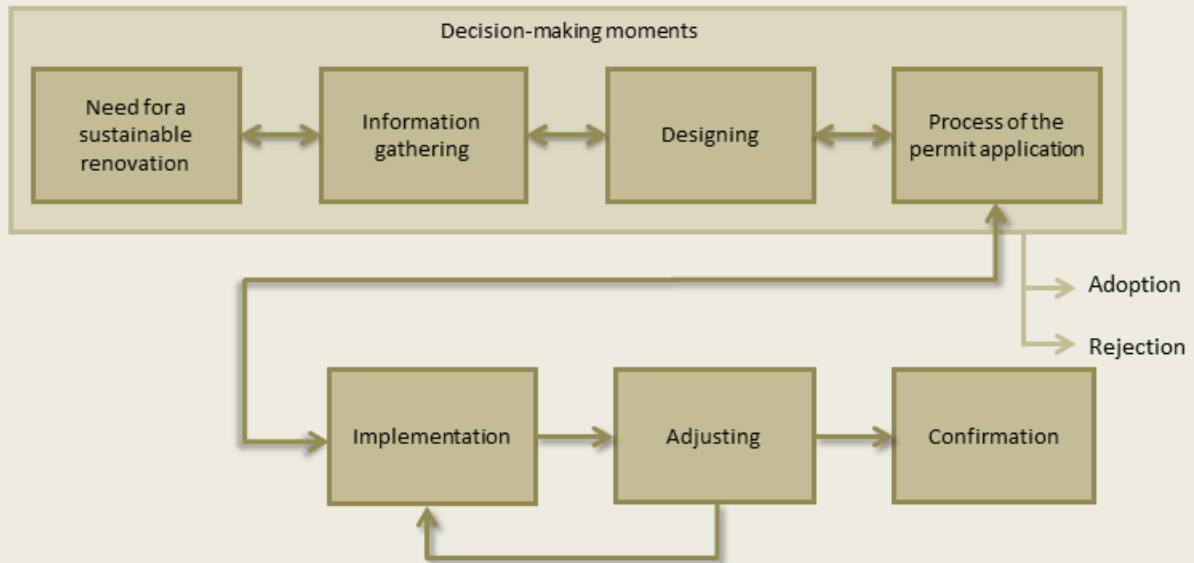 Decision-making moments
Need for a
sustainable
renovation
Information
gathering
Designing
Process of the
permit application
Adoption
Rejection
Implementation
Adjusting
Confirmation